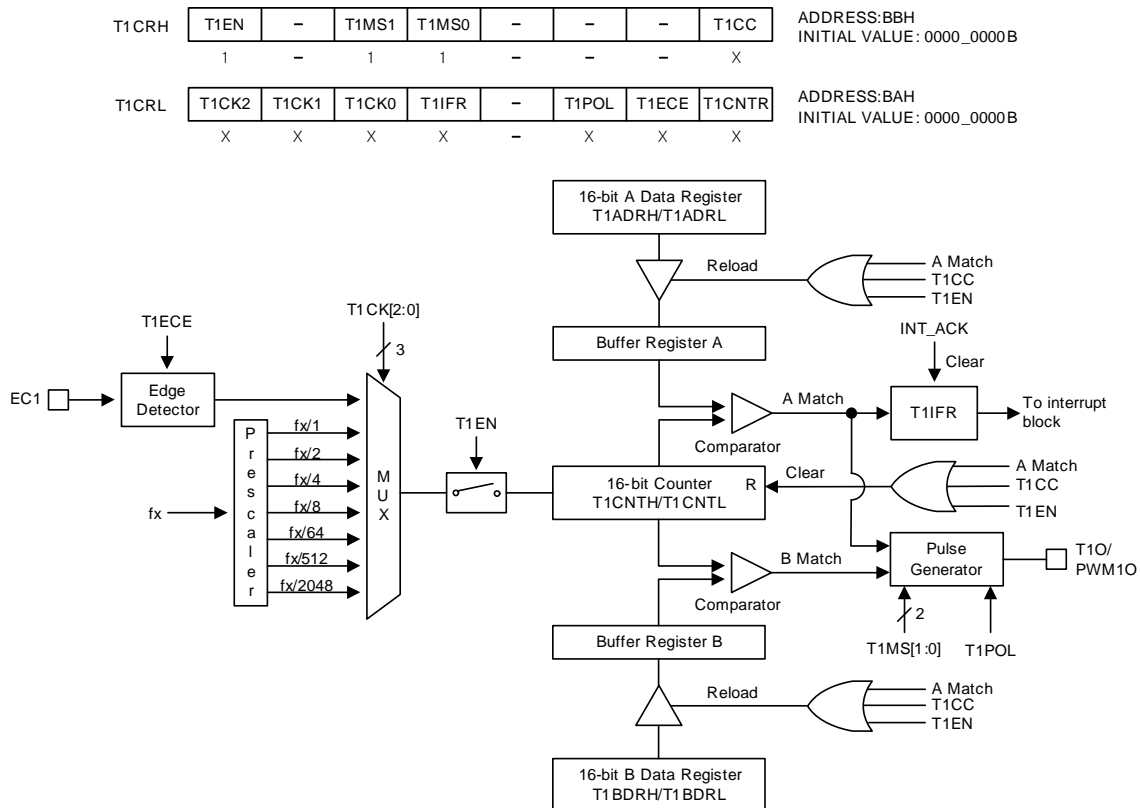 T1CRH T1EN – T1MS1 T1MS0 – – – T1CC ADDRESS:BBH
INITIAL VALUE: 0000_0000B
1 – 1 1 – – – X
T1CRL T1CK2 T1CK1 T1CK0 T1IFR – T1POL T1ECE T1CNTR ADDRESS:BAH
INITIAL VALUE: 0000_0000B
X X X X – X X X
16-bit A Data Register
T1ADRH/T1ADRL
Reload
A Match
T1CC
T1EN
T1CK[2:0]
3
T1ECE
Buffer Register A
INT_ACK
Clear
EC1
Edge
Detector
A Match
T1IFR
To interrupt
block
Comparator
T1EN
Prescaler
fx
fx/1
fx/2
fx/4
fx/8
fx/64
fx/512
fx/2048
MUX
16-bit Counter
T1CNTH/T1CNTL
R
Clear
A Match
T1CC
T1EN
B Match
Comparator
Pulse
Generator
T1O/
PWM1O
2
T1MS[1:0]
T1POL
Buffer Register B
Reload
A Match
T1CC
T1EN
16-bit B Data Register
T1BDRH/T1BDRL